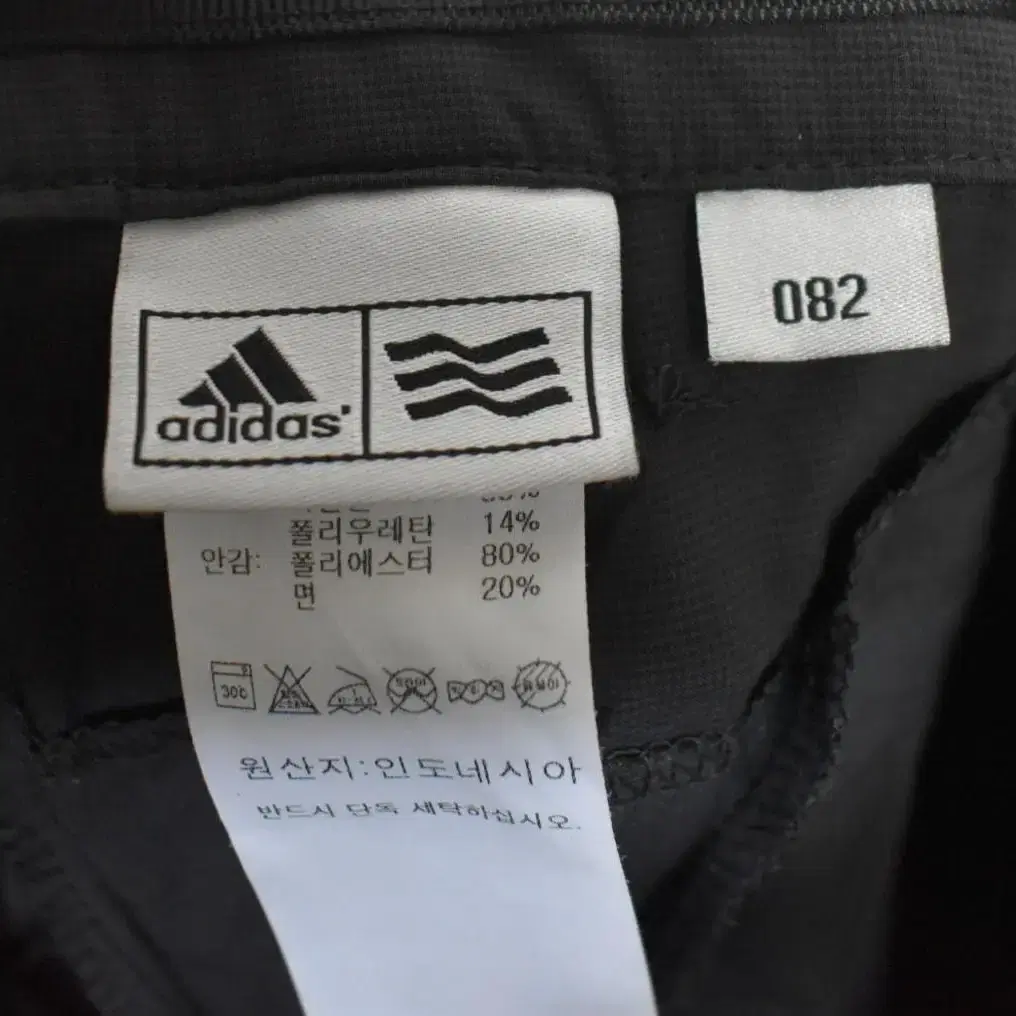 adidas
082
폴리우레탄 14%
안감: 폴리에스터 80%
면 20%
30℃
원산지:인도네시아
반드시 단독 세탁하십시오.